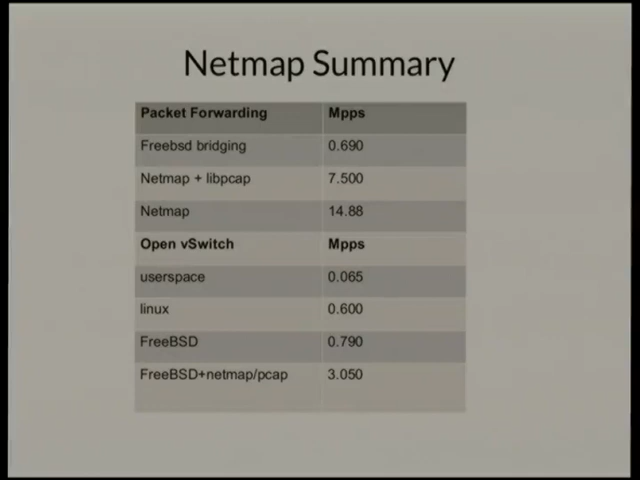 Netmap Summary
Packet Forwarding Mpps
Freebsd bridging 0.690
Netmap + libpcap 7.500
Netmap 14.88
Open vSwitch Mpps
userspace 0.065
linux 0.600
FreeBSD 0.790
FreeBSD+netmap/pcap 3.050